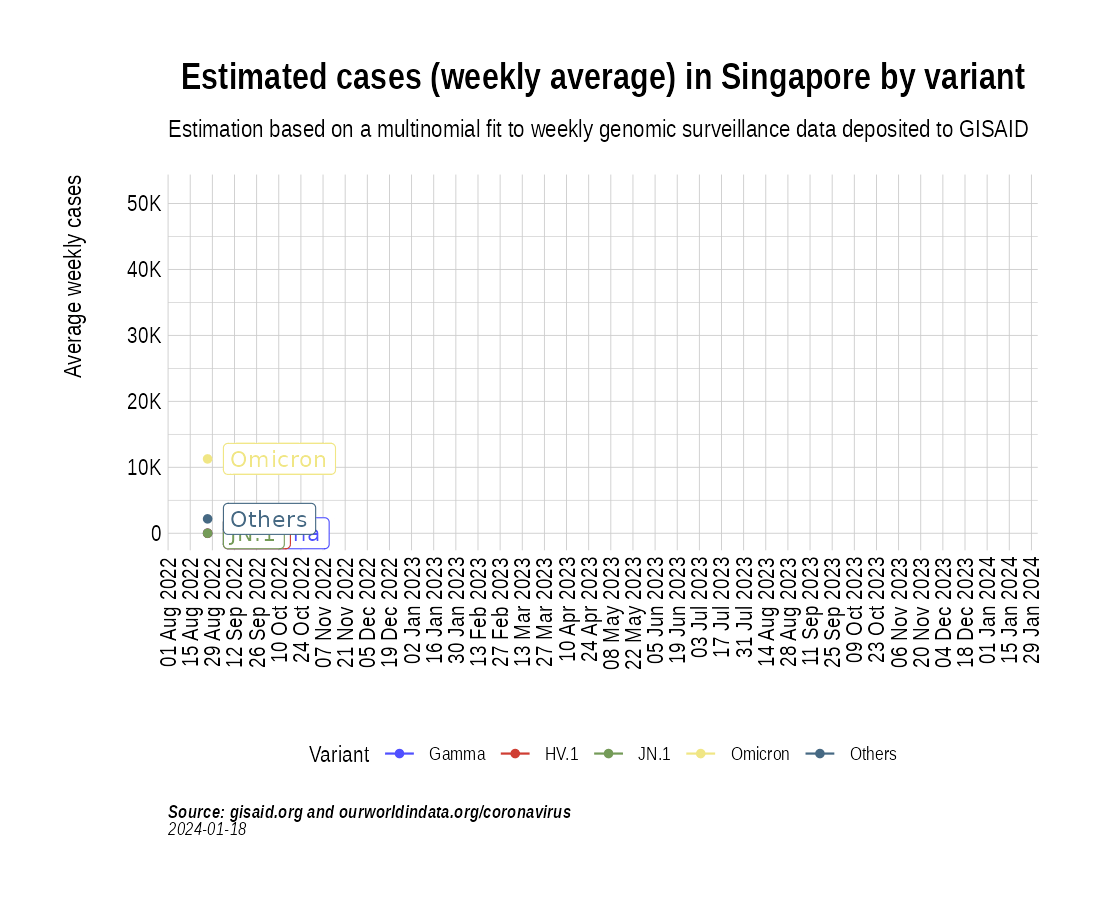 Estimated cases (weekly average) in Singapore by variant
Estimation based on a multinomial fit to weekly genomic surveillance data deposited to GISAID
Average weekly cases
50K
40K
30K
20K
10K
0
Omicron
Others
JN.1
na
01 Aug 2022
15 Aug 2022
29 Aug 2022
12 Sep 2022
26 Sep 2022
10 Oct 2022
24 Oct 2022
07 Nov 2022
21 Nov 2022
05 Dec 2022
19 Dec 2022
02 Jan 2023
16 Jan 2023
30 Jan 2023
13 Feb 2023
27 Feb 2023
13 Mar 2023
27 Mar 2023
10 Apr 2023
24 Apr 2023
08 May 2023
22 May 2023
05 Jun 2023
19 Jun 2023
03 Jul 2023
17 Jul 2023
31 Jul 2023
14 Aug 2023
28 Aug 2023
11 Sep 2023
25 Sep 2023
09 Oct 2023
23 Oct 2023
06 Nov 2023
20 Nov 2023
04 Dec 2023
18 Dec 2023
01 Jan 2024
15 Jan 2024
29 Jan 2024
Variant Gamma HV.1 JN.1 Omicron Others
Source: gisaid.org and ourworldindata.org/coronavirus
2024-01-18